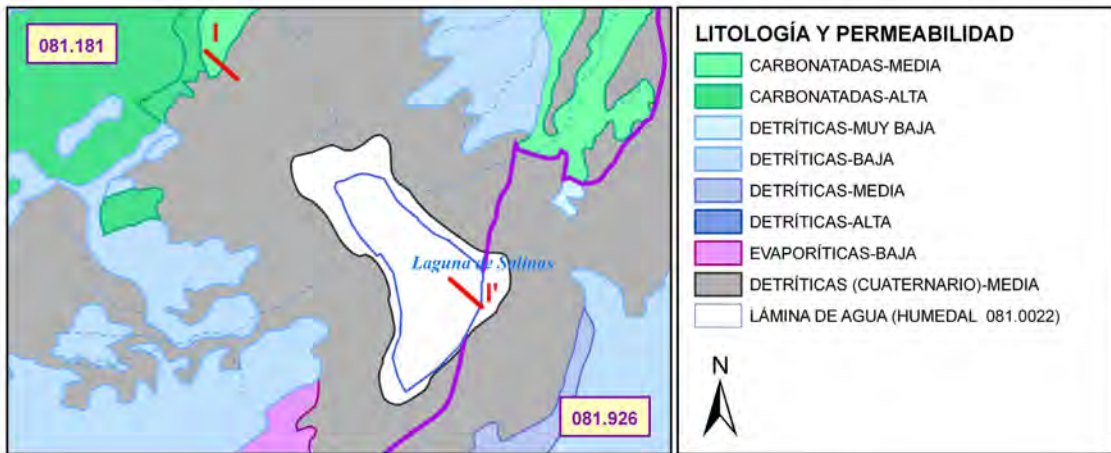 081.181
I
Laguna de Salinas
I'
081.926
LITOLOGÍA Y PERMEABILIDAD
CARBONATADAS-MEDIA
CARBONATADAS-ALTA
DETRÍTICAS-MUY BAJA
DETRÍTICAS-BAJA
DETRÍTICAS-MEDIA
DETRÍTICAS-ALTA
EVAPORÍTICAS-BAJA
DETRÍTICAS (CUATERNARIO)-MEDIA
LÁMINA DE AGUA (HUMEDAL 081.0022)
N